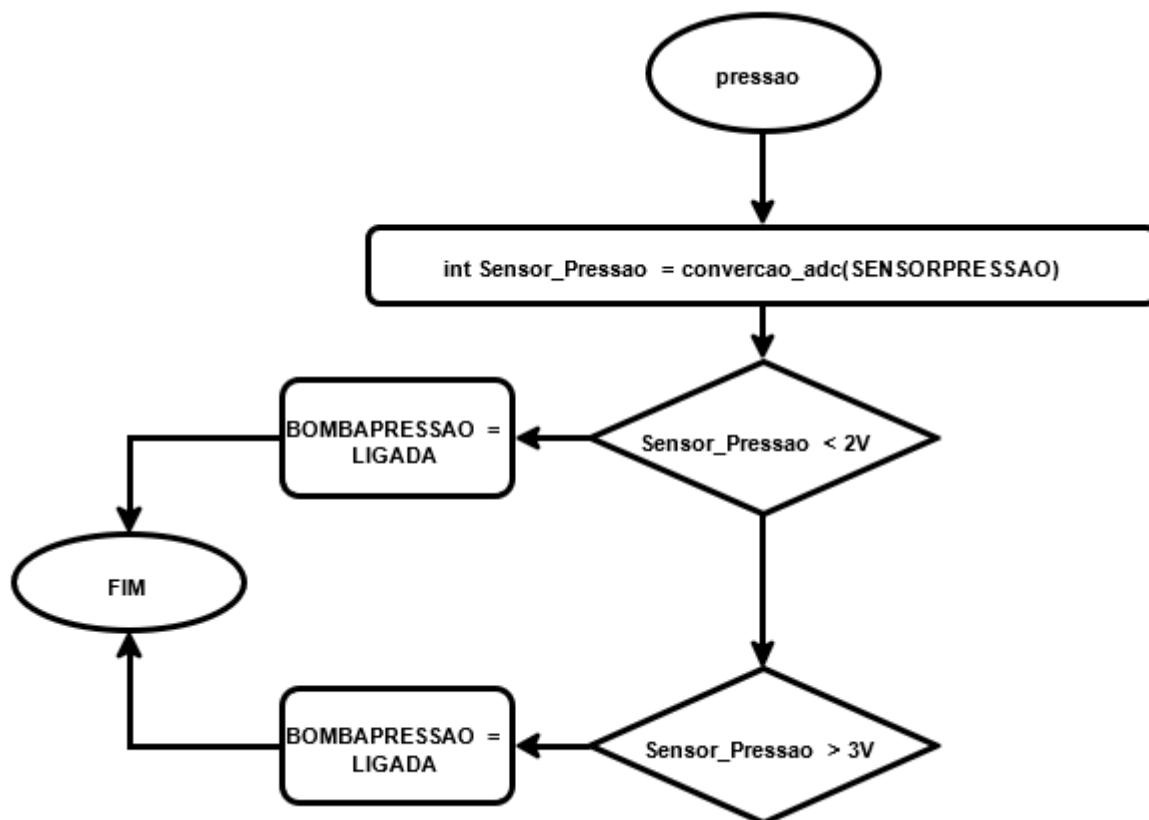 pressao
int Sensor_Pressao = convercao_adc(SENSORPRESSAO)
BOMBAPRESSAO =
LIGADA
Sensor_Pressao < 2V
FIM
BOMBAPRESSAO =
LIGADA
Sensor_Pressao > 3V